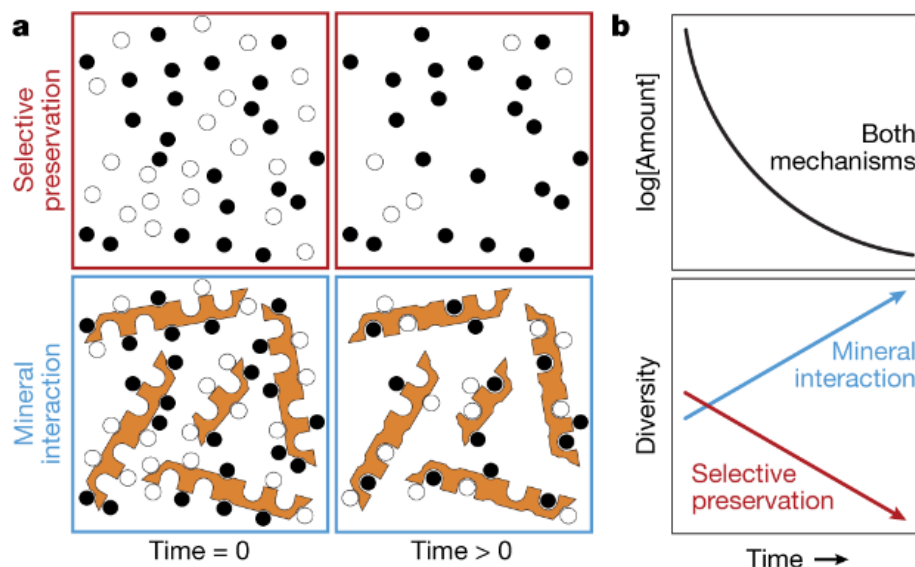 a
Selective
preservation
Mineral
interaction
Time = 0
Time > 0
b
log[Amount]
Both
mechanisms
Diversity
Mineral
interaction
Selective
preservation
Time →